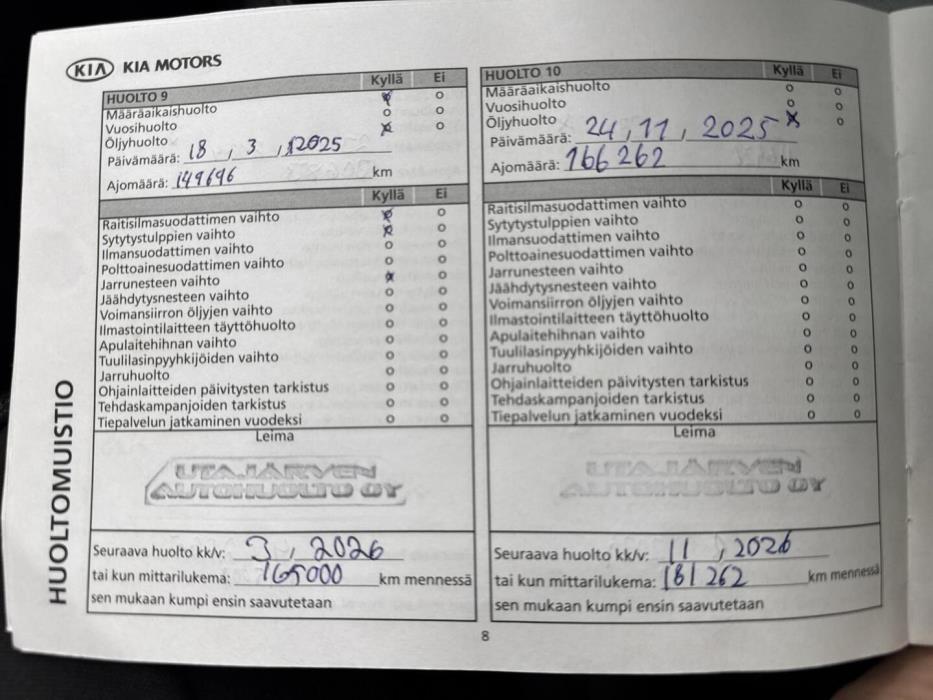 KIA KIA MOTORS
HUOLTO 9 Kyllä Ei
Määräaikaishuolto x o
Vuosihuolto o o
Öljyhuolto x o
Päivämäärä: 18 , 3 , 2025
Ajomäärä: 149696 km
Kyllä Ei
Raitisilmasuodattimen vaihto x o
Sytytystulppien vaihto x o
Ilmansuodattimen vaihto o o
Polttoainesuodattimen vaihto o o
Jarrunesteen vaihto x o
Jäähdytysnesteen vaihto o o
Voimansiirron öljyjen vaihto o o
Ilmastointilaitteen täyttöhuolto o o
Apulaitehihnan vaihto o o
Tuulilasinpyyhkijöiden vaihto o o
Jarruhuolto o o
Ohjainlaitteiden päivitysten tarkistus o o
Tehdaskampanjoiden tarkistus o o
Tiepalvelun jatkaminen vuodeksi o o
Leima
UTAJÄRVEN
AUTOHUOLTO OY
Seuraava huolto kk/v: 3 , 2026
tai kun mittarilukema: 165000 km mennessä
sen mukaan kumpi ensin saavutetaan
HUOLTO 10 Kyllä Ei
Määräaikaishuolto o o
Vuosihuolto o o
Öljyhuolto x o
Päivämäärä: 24 , 11 , 2025
Ajomäärä: 166 262 km
Kyllä Ei
Raitisilmasuodattimen vaihto o o
Sytytystulppien vaihto o o
Ilmansuodattimen vaihto o o
Polttoainesuodattimen vaihto o o
Jarrunesteen vaihto o o
Jäähdytysnesteen vaihto o o
Voimansiirron öljyjen vaihto o o
Ilmastointilaitteen täyttöhuolto o o
Apulaitehihnan vaihto o o
Tuulilasinpyyhkijöiden vaihto o o
Jarruhuolto o o
Ohjainlaitteiden päivitysten tarkistus o o
Tehdaskampanjoiden tarkistus o o
Tiepalvelun jatkaminen vuodeksi o o
Leima
UTAJÄRVEN
AUTOHUOLTO OY
Seuraava huolto kk/v: 11 , 2026
tai kun mittarilukema: 181 262 km mennessä
sen mukaan kumpi ensin saavutetaan
HUOLTOMUISTIO
8